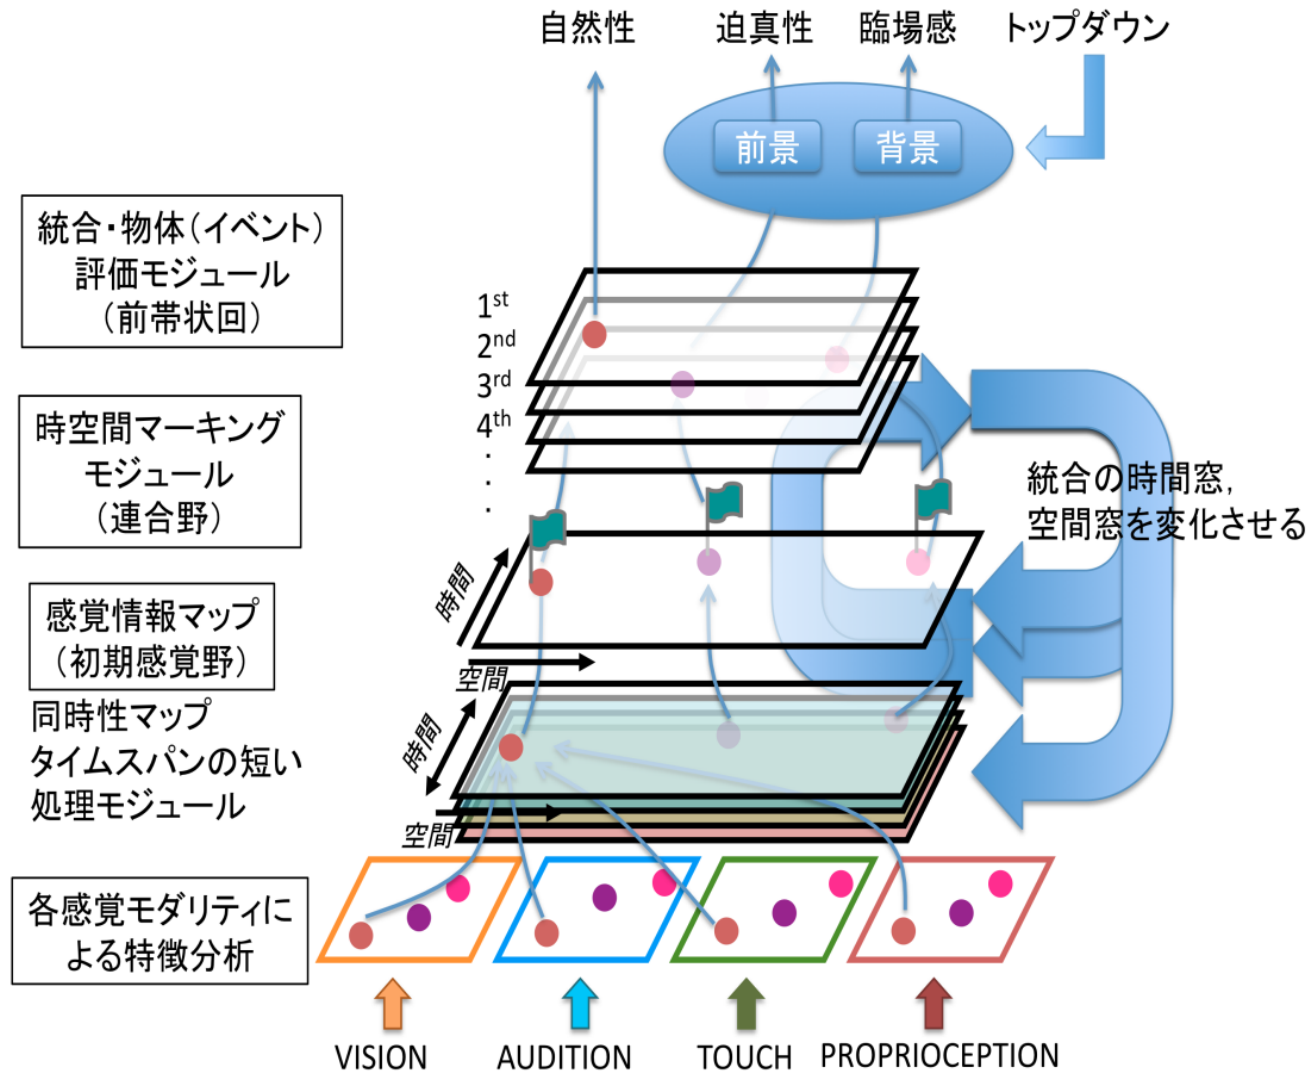 自然性
迫真性
臨場感
トップダウン
前景
背景
統合・物体（イベント）
評価モジュール
（前帯状回）
1st
2nd
3rd
4th
・
・
・
時空間マーキング
モジュール
（連合野）
統合の時間窓，
空間窓を変化させる
時間
空間
感覚情報マップ
（初期感覚野）
同時性マップ
タイムスパンの短い
処理モジュール
時間
空間
各感覚モダリティに
よる特徴分析
VISION
AUDITION
TOUCH
PROPRIOCEPTION